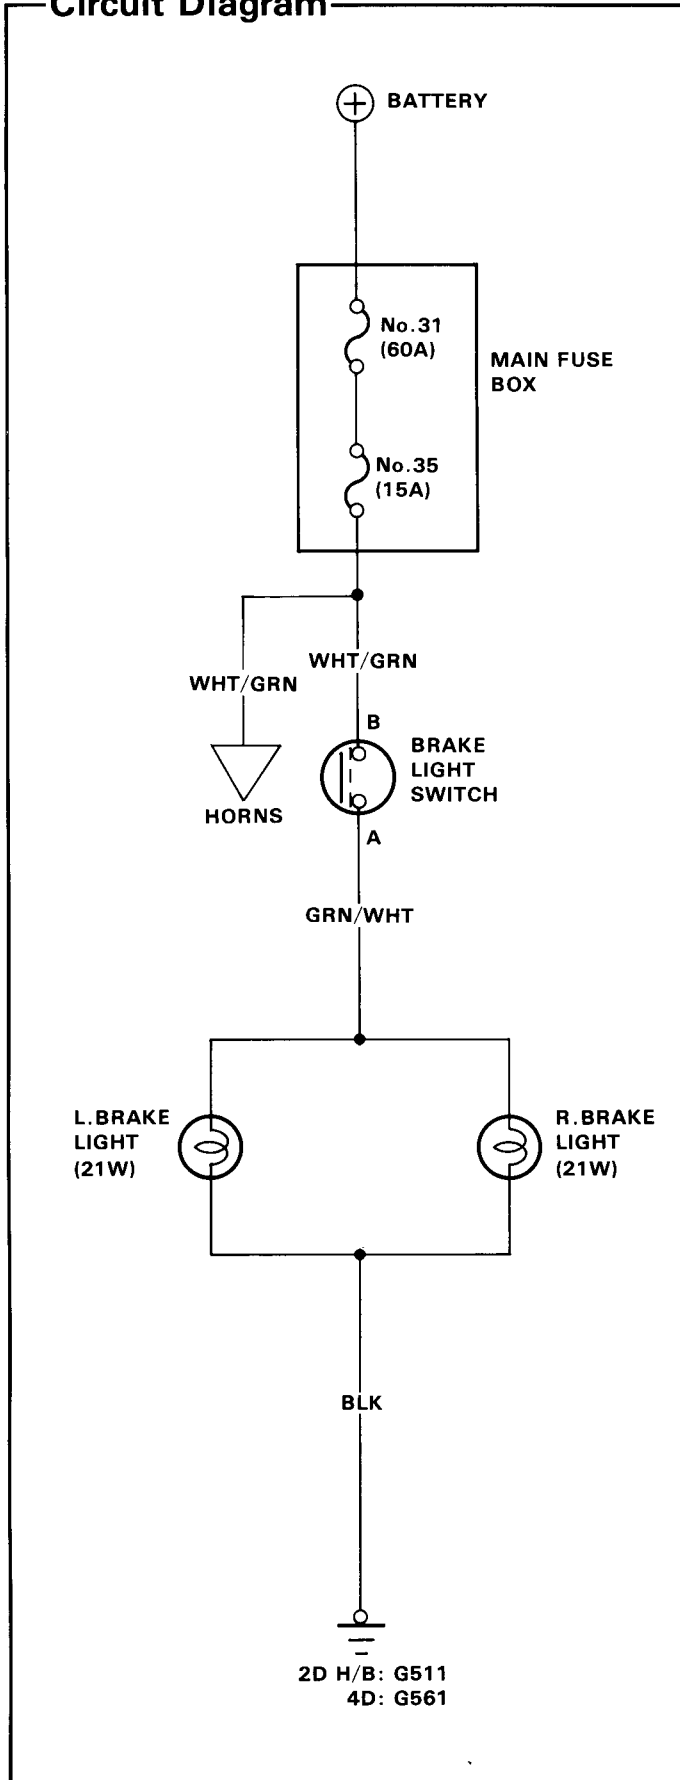 Circuit Diagram
BATTERY
No.31
(60A)
MAIN FUSE
BOX
No.35
(15A)
WHT/GRN
WHT/GRN
B
BRAKE
LIGHT
SWITCH
HORNS
A
GRN/WHT
L.BRAKE
LIGHT
(21W)
R.BRAKE
LIGHT
(21W)
BLK
2D H/B: G511
4D: G561